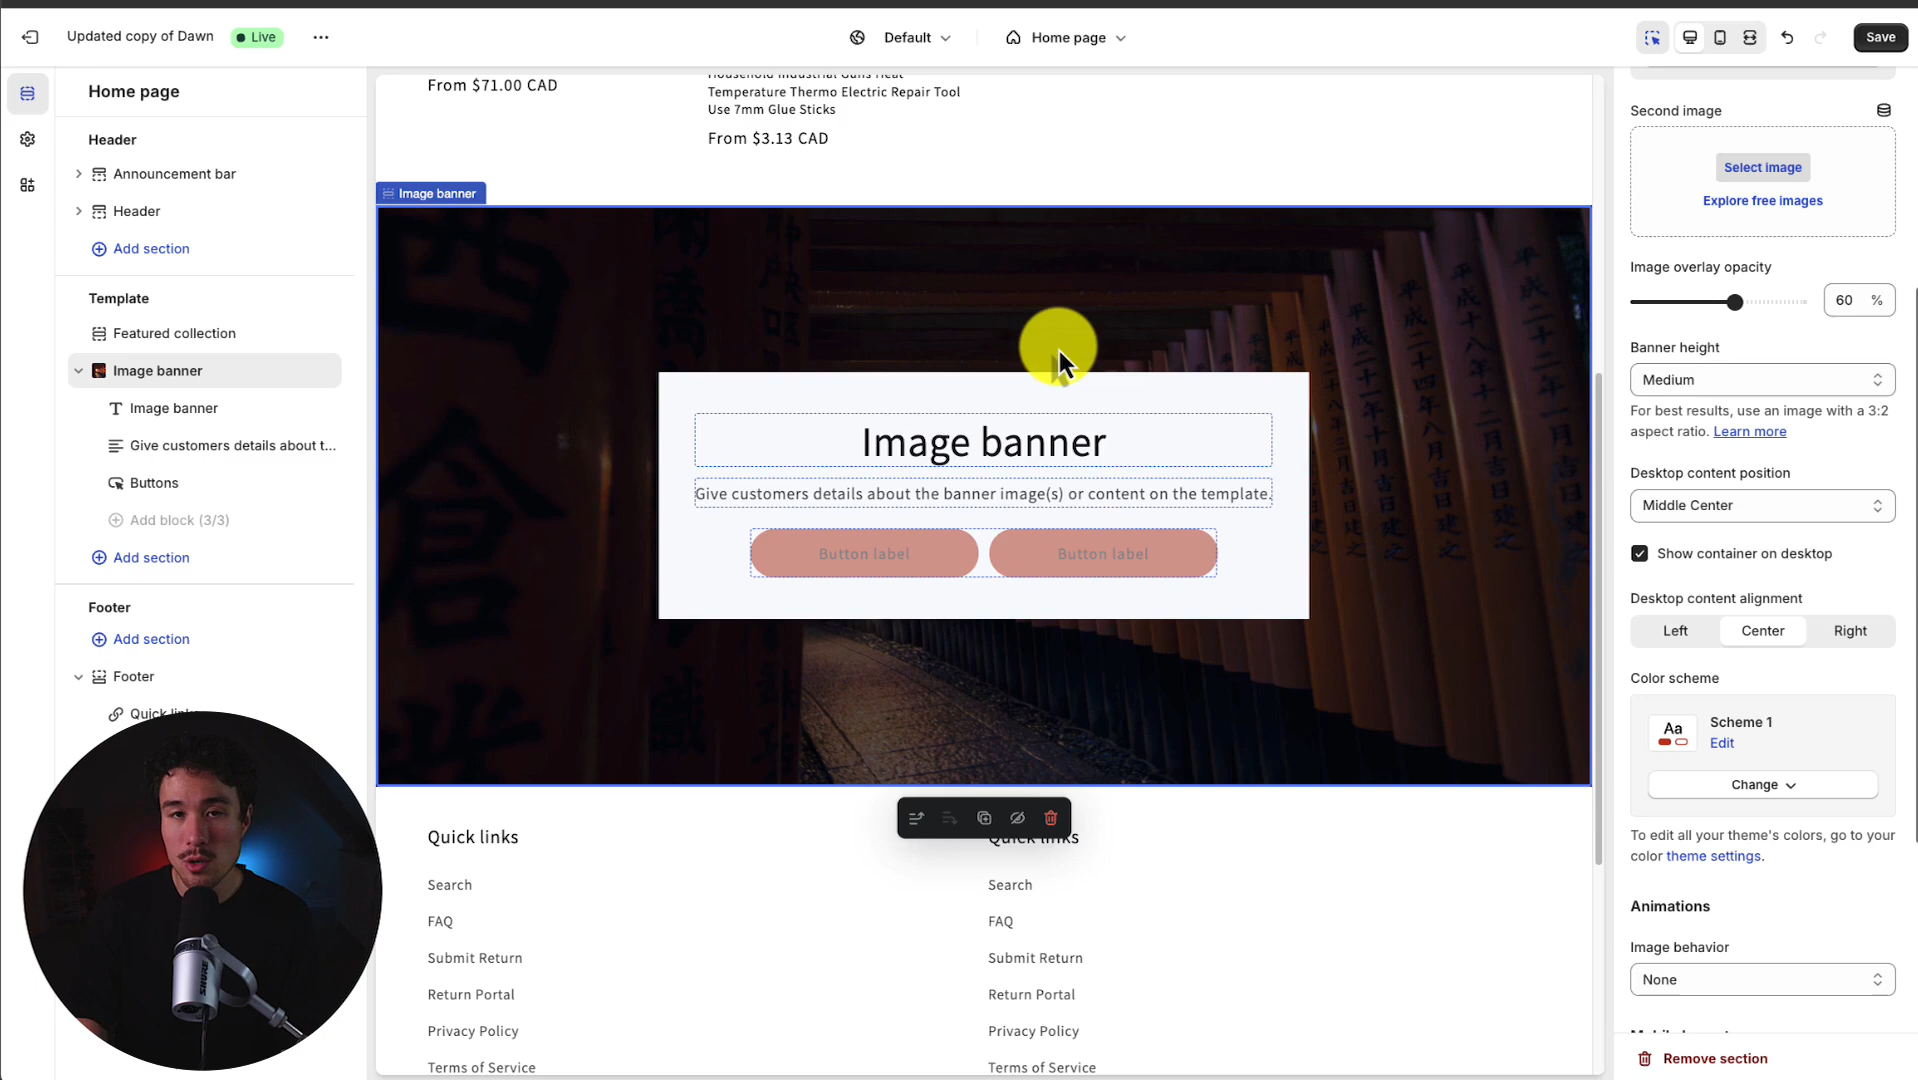 Updated copy of Dawn
Live
Default
Home page
Save
Home page
Header
Announcement bar
Header
Add section
Template
Featured collection
Image banner
Image banner
Give customers details about t...
Buttons
Add block (3/3)
Add section
Footer
Add section
Footer
Quick
From $71.00 CAD
Household Industrial Guns Heat
Temperature Thermo Electric Repair Tool
Use 7mm Glue Sticks
From $3.13 CAD
Image banner
Image banner
Give customers details about the banner image(s) or content on the template.
Button label
Button label
Quick links
Search
FAQ
Submit Return
Return Portal
Privacy Policy
Terms of Service
Quick links
Search
FAQ
Submit Return
Return Portal
Privacy Policy
Terms of Service
SHURE
Second image
Select image
Explore free images
Image overlay opacity
60 %
Banner height
Medium
For best results, use an image with a 3:2
aspect ratio. Learn more
Desktop content position
Middle Center
Show container on desktop
Desktop content alignment
Left
Center
Right
Color scheme
Aa
Scheme 1
Edit
Change
To edit all your theme's colors, go to your
color theme settings.
Animations
Image behavior
None
Remove section